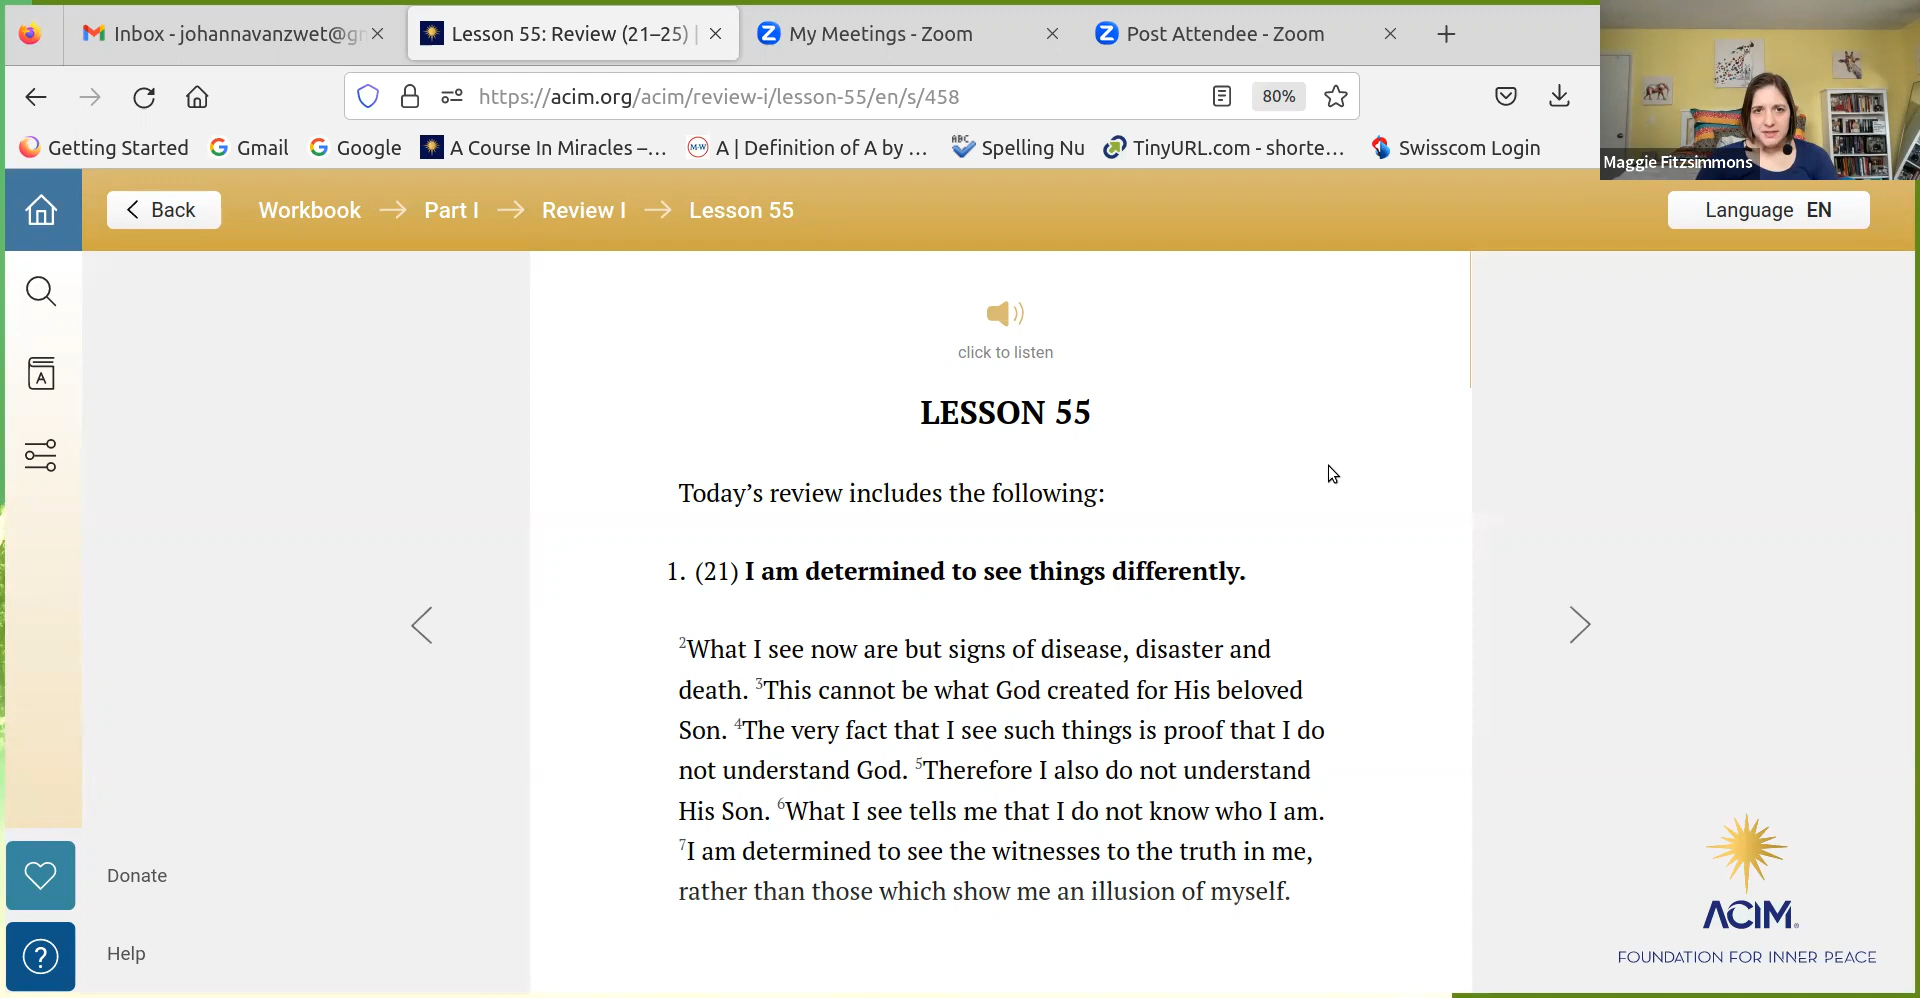 Inbox - johannavanzwet@gm
Lesson 55: Review (21–25) |
My Meetings - Zoom
Post Attendee - Zoom
https://acim.org/acim/review-i/lesson-55/en/s/458
80%
Getting Started
Gmail
Google
A Course In Miracles –...
M-W
A | Definition of A by ...
ABC
Spelling Nu
TinyURL.com - shorte...
Swisscom Login
Maggie Fitzsimmons
Back
Workbook → Part I → Review I → Lesson 55
Language EN
click to listen
LESSON 55
Today’s review includes the following:
1. (21) I am determined to see things differently.
2What I see now are but signs of disease, disaster and
death. 3This cannot be what God created for His beloved
Son. 4The very fact that I see such things is proof that I do
not understand God. 5Therefore I also do not understand
His Son. 6What I see tells me that I do not know who I am.
7I am determined to see the witnesses to the truth in me,
rather than those which show me an illusion of myself.
A
Donate
? Help
ACIM®
FOUNDATION FOR INNER PEACE